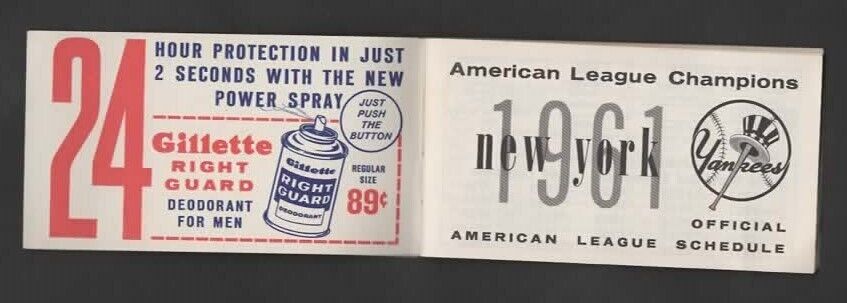 24
HOUR PROTECTION IN JUST
2 SECONDS WITH THE NEW
POWER SPRAY
JUST
PUSH
THE
BUTTON
Gillette
RIGHT
GUARD
DEODORANT
FOR MEN
Gillette
RIGHT
GUARD
DEODORANT
REGULAR
SIZE
89¢
American League Champions
1961
new york
Yankees
OFFICIAL
AMERICAN LEAGUE SCHEDULE